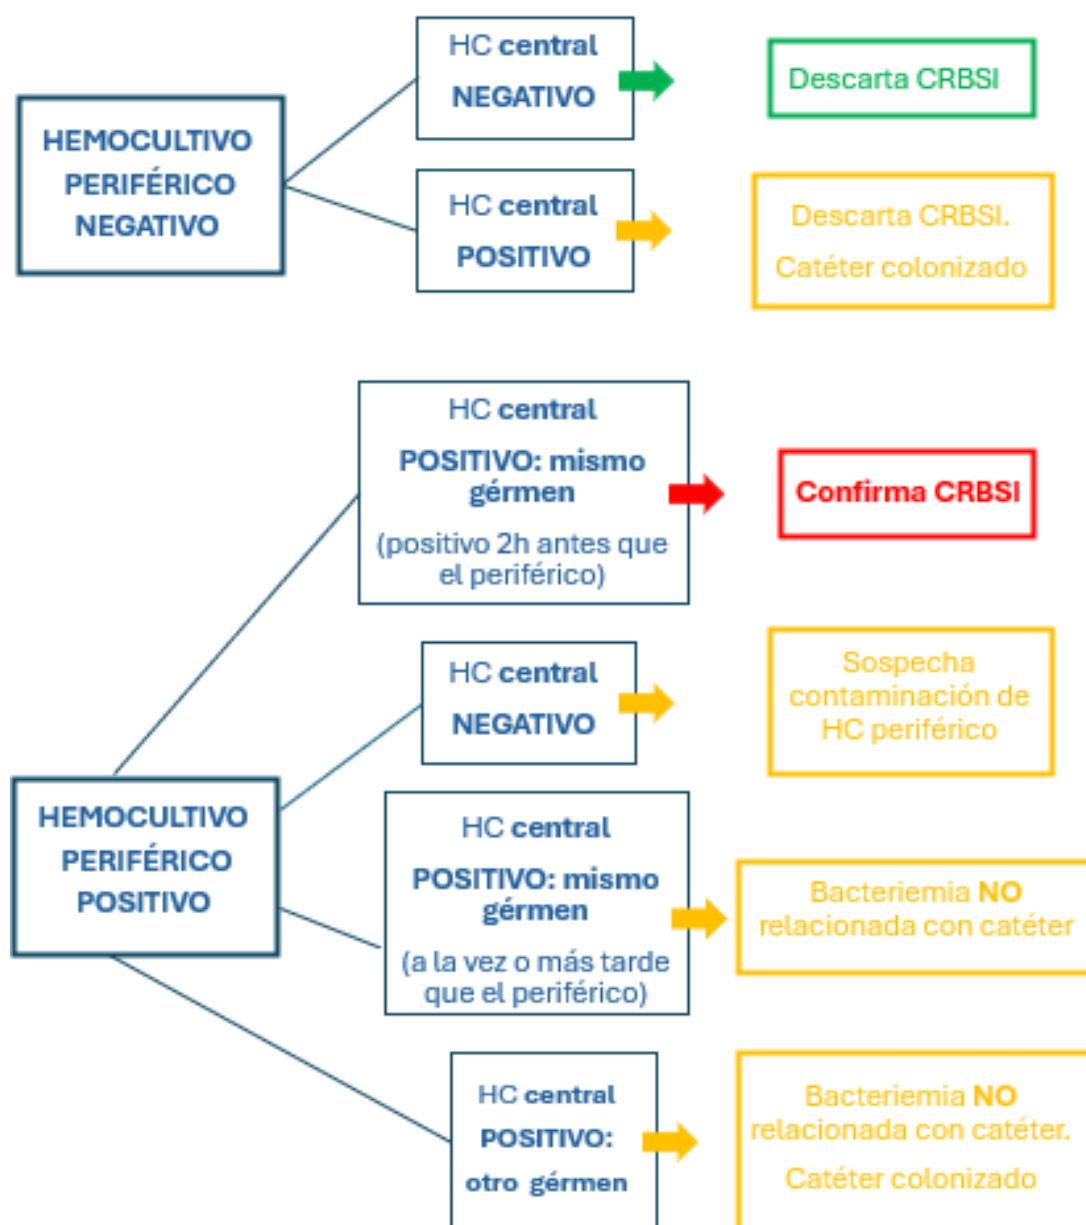 HEMOCULTIVO
PERIFÉRICO
NEGATIVO
HC central
NEGATIVO
Descarta CRBSI
HC central
POSITIVO
Descarta CRBSI.
Catéter colonizado
HEMOCULTIVO
PERIFÉRICO
POSITIVO
HC central
POSITIVO: mismo
gérmen
(positivo 2h antes que
el periférico)
Confirma CRBSI
HC central
NEGATIVO
Sospecha
contaminación de
HC periférico
HC central
POSITIVO: mismo
gérmen
(a la vez o más tarde
que el periférico)
Bacteriemia NO
relacionada con catéter
HC central
POSITIVO:
otro gérmen
Bacteriemia NO
relacionada con catéter.
Catéter colonizado